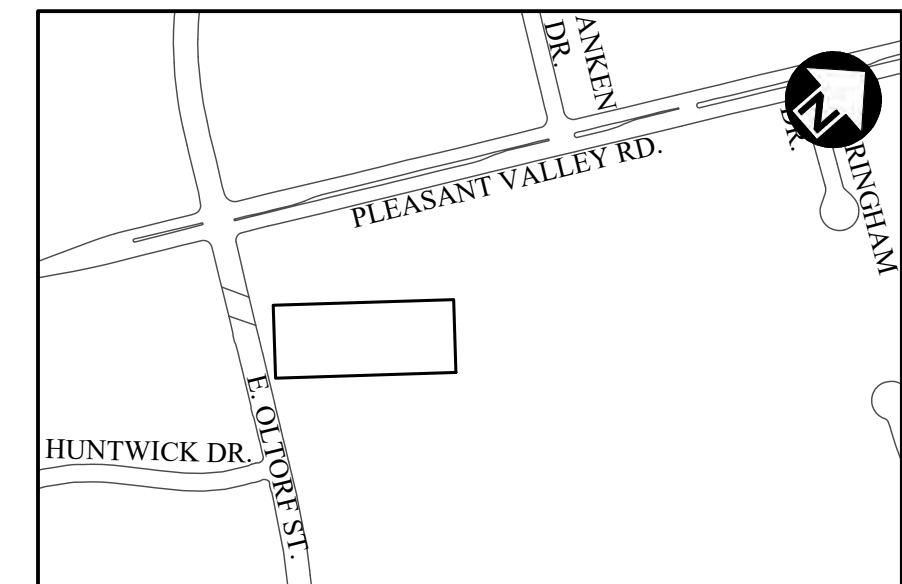 ANKEN
DR.
N
DR.
RINGHAM
PLEASANT VALLEY RD.
E. OLTORF ST.
HUNTWICK DR.